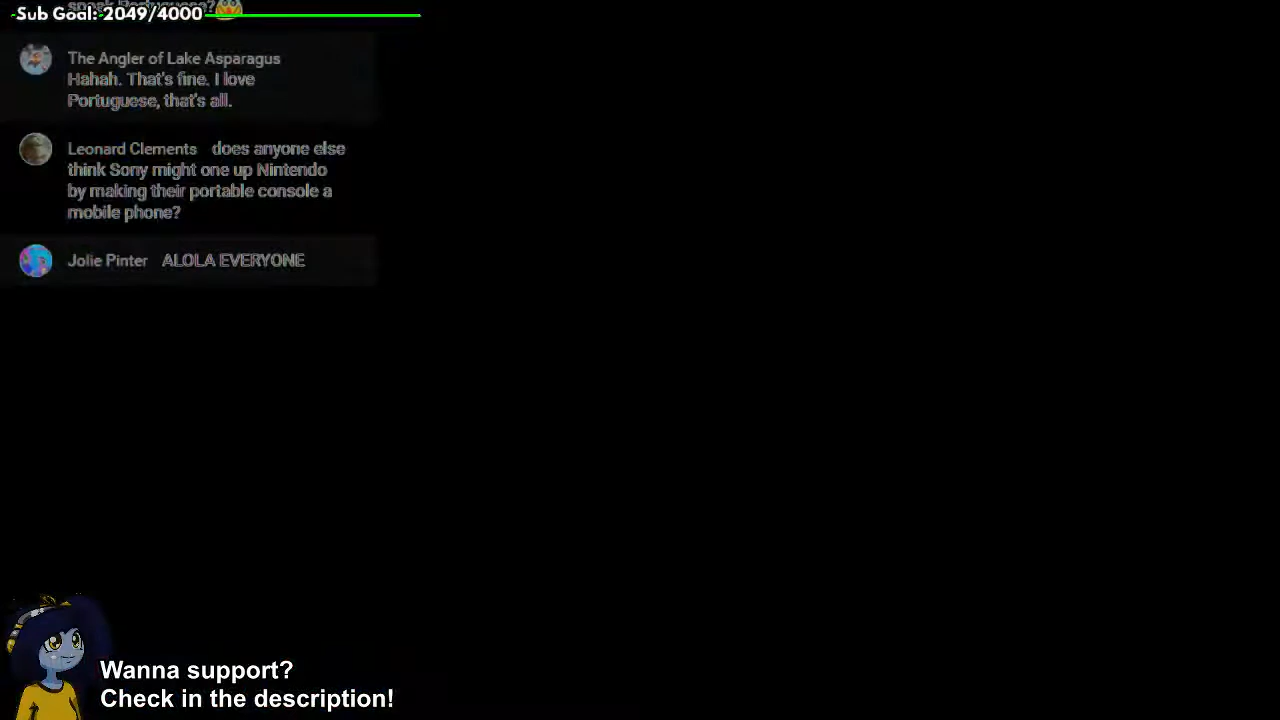 speak Portuguese?
Sub Goal: 2049/4000
The Angler of Lake Asparagus
Hahah. That's fine. I love
Portuguese, that's all.
Leonard Clements does anyone else
think Sony might one up Nintendo
by making their portable console a
mobile phone?
Jolie Pinter ALOLA EVERYONE
Wanna support?
Check in the description!